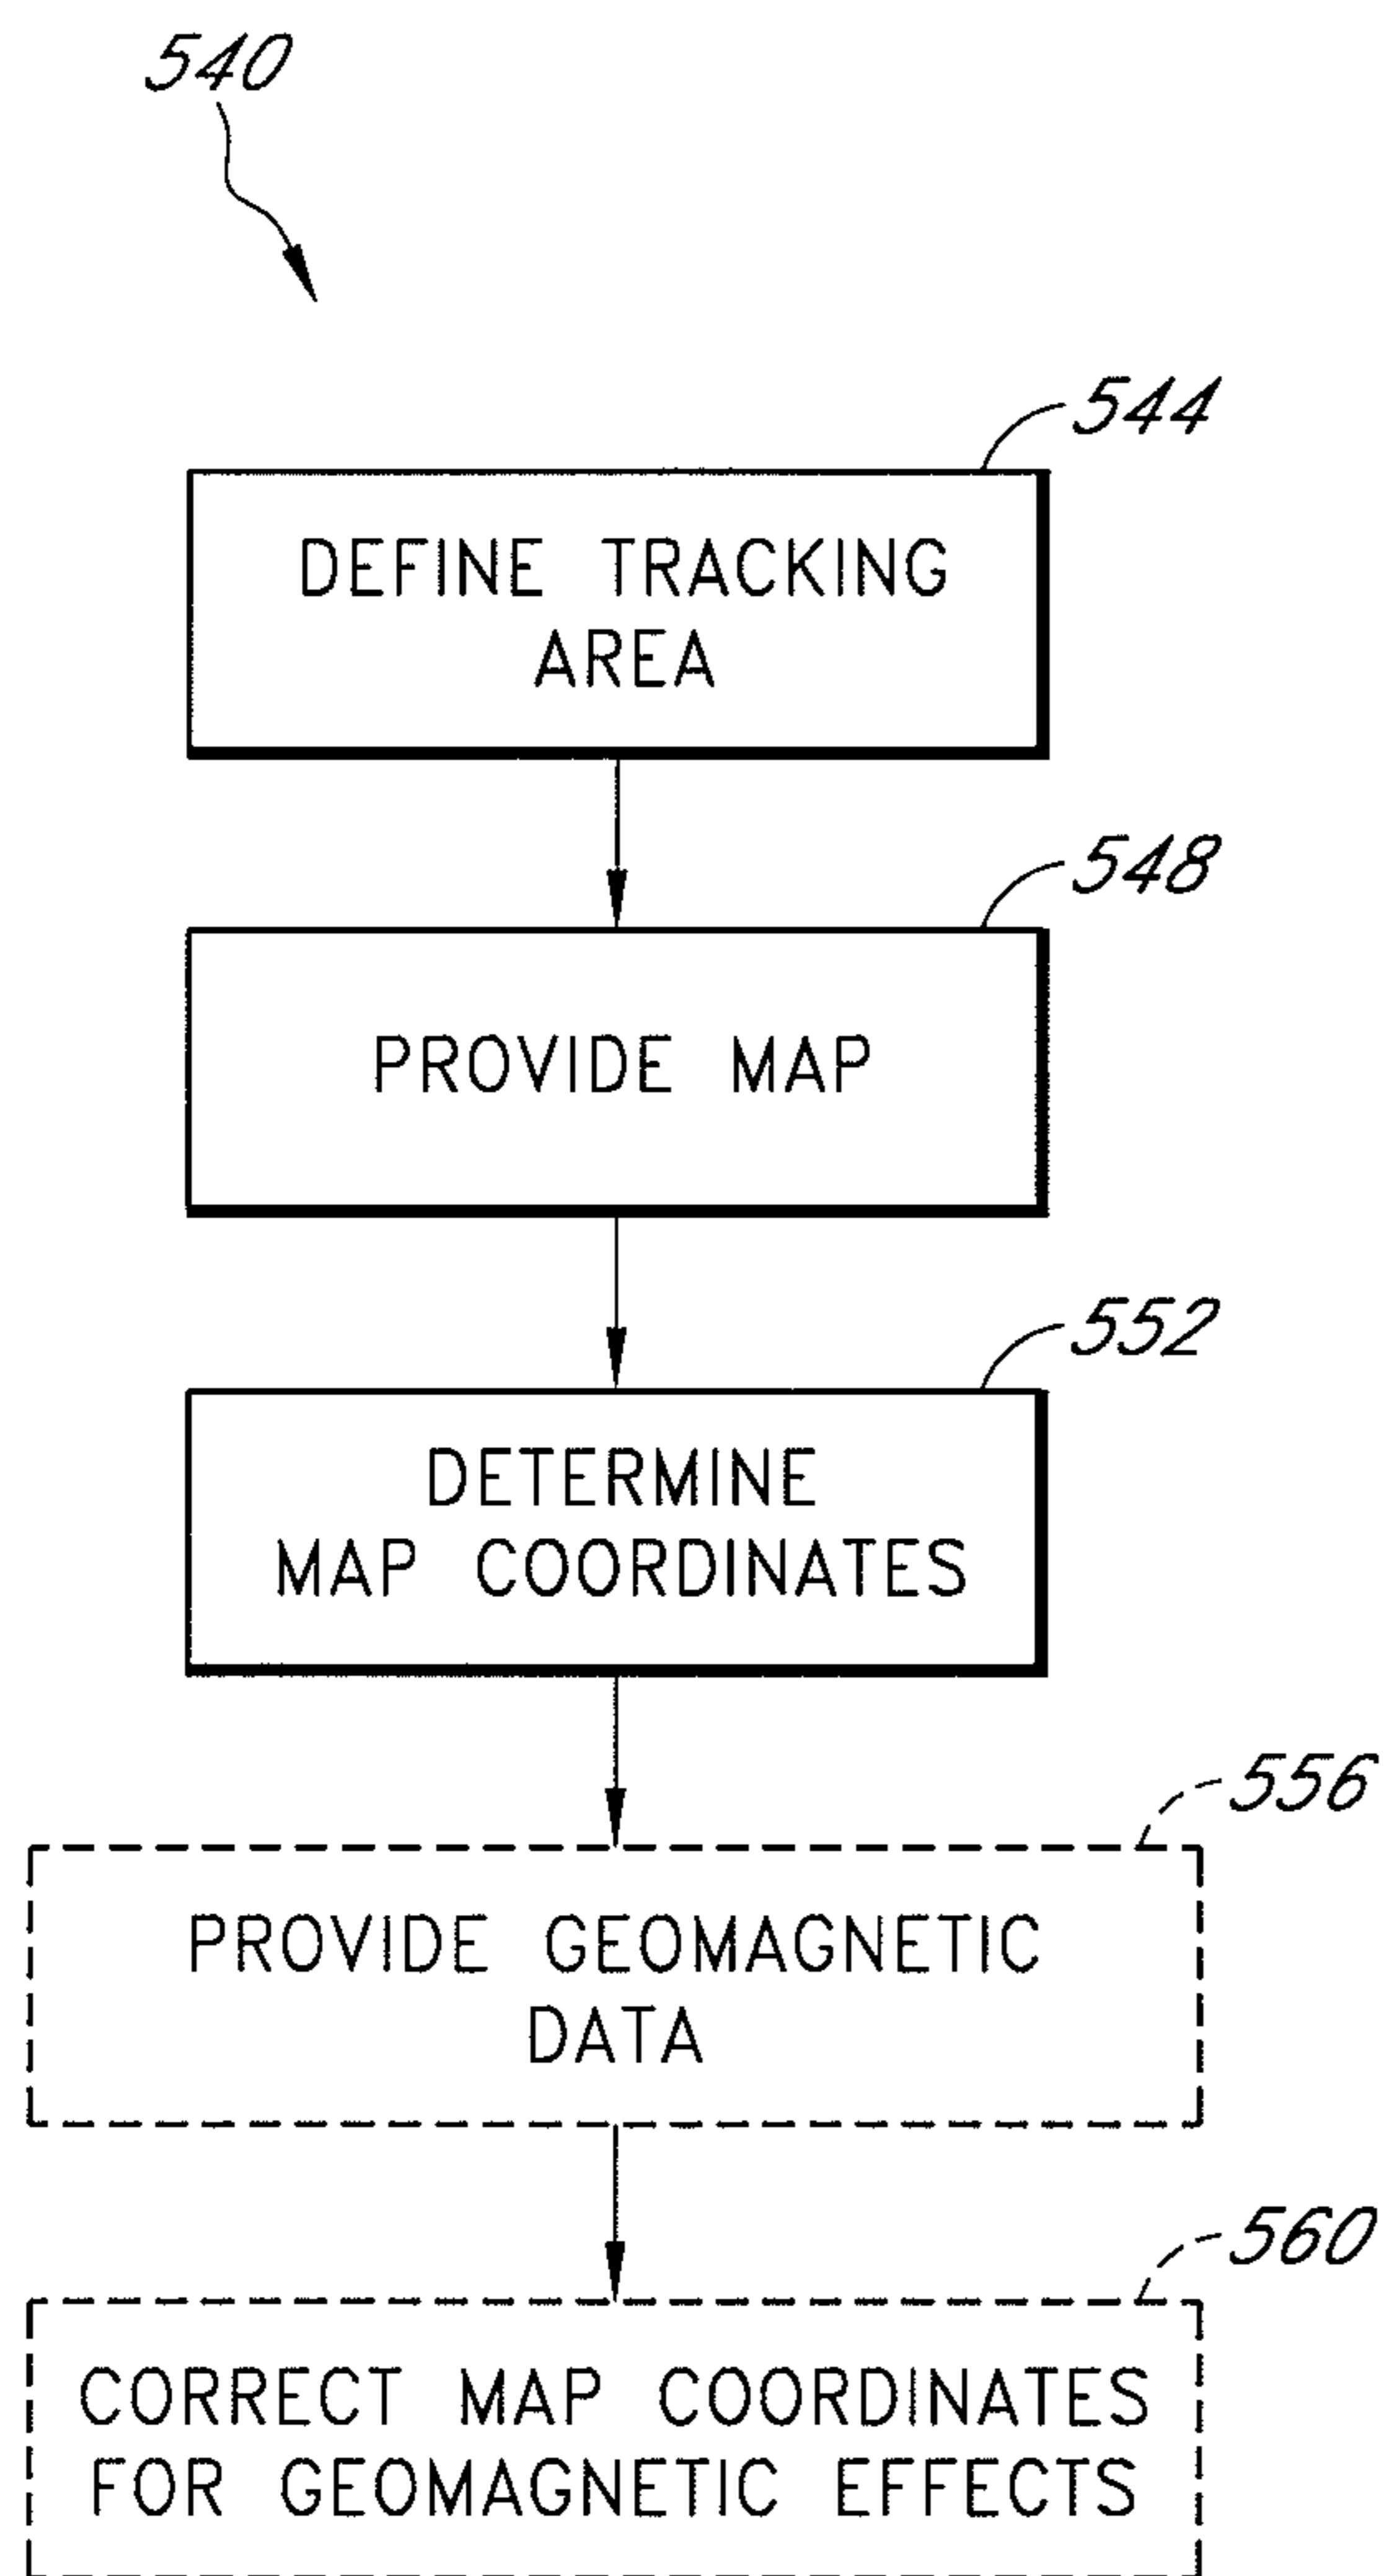 540
544
DEFINE TRACKING
AREA
548
PROVIDE MAP
552
DETERMINE
MAP COORDINATES
556
PROVIDE GEOMAGNETIC
DATA
560
CORRECT MAP COORDINATES
FOR GEOMAGNETIC EFFECTS